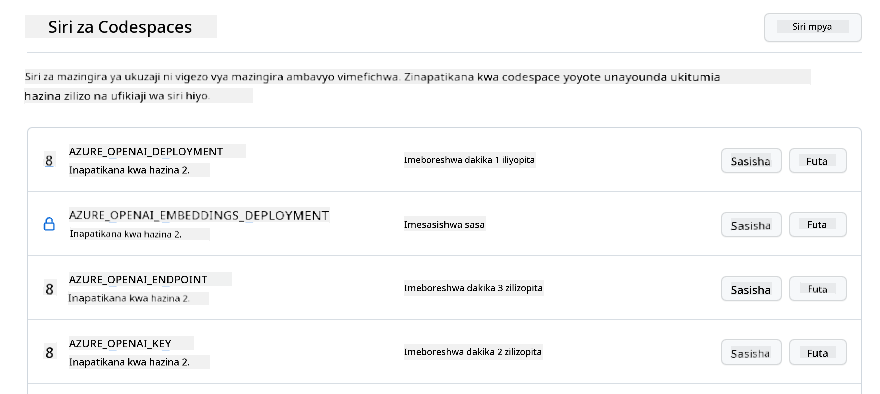 Siri za Codespaces
Siri mpya
Siri za mazingira ya ukuzaji ni vigezo vya mazingira ambavyo vimefichwa. Zinapatikana kwa codespace yoyote unayounda ukitumia
hazina zilizo na ufikiaji wa siri hiyo.
8 AZURE_OPENAI_DEPLOYMENT
Inapatikana kwa hazina 2.
Imeboreshwa dakika 1 iliyopita
Sasisha
Futa
AZURE_OPENAI_EMBEDDINGS_DEPLOYMENT
Inapatikana kwa hazina 2.
Imesasishwa sasa
Sasisha
Futa
8 AZURE_OPENAI_ENDPOINT
Inapatikana kwa hazina 2.
Imeboreshwa dakika 3 zilizopita
Sasisha
Futa
8 AZURE_OPENAI_KEY
Inapatikana kwa hazina 2.
Imeboreshwa dakika 2 zilizopita
Sasisha
Futa